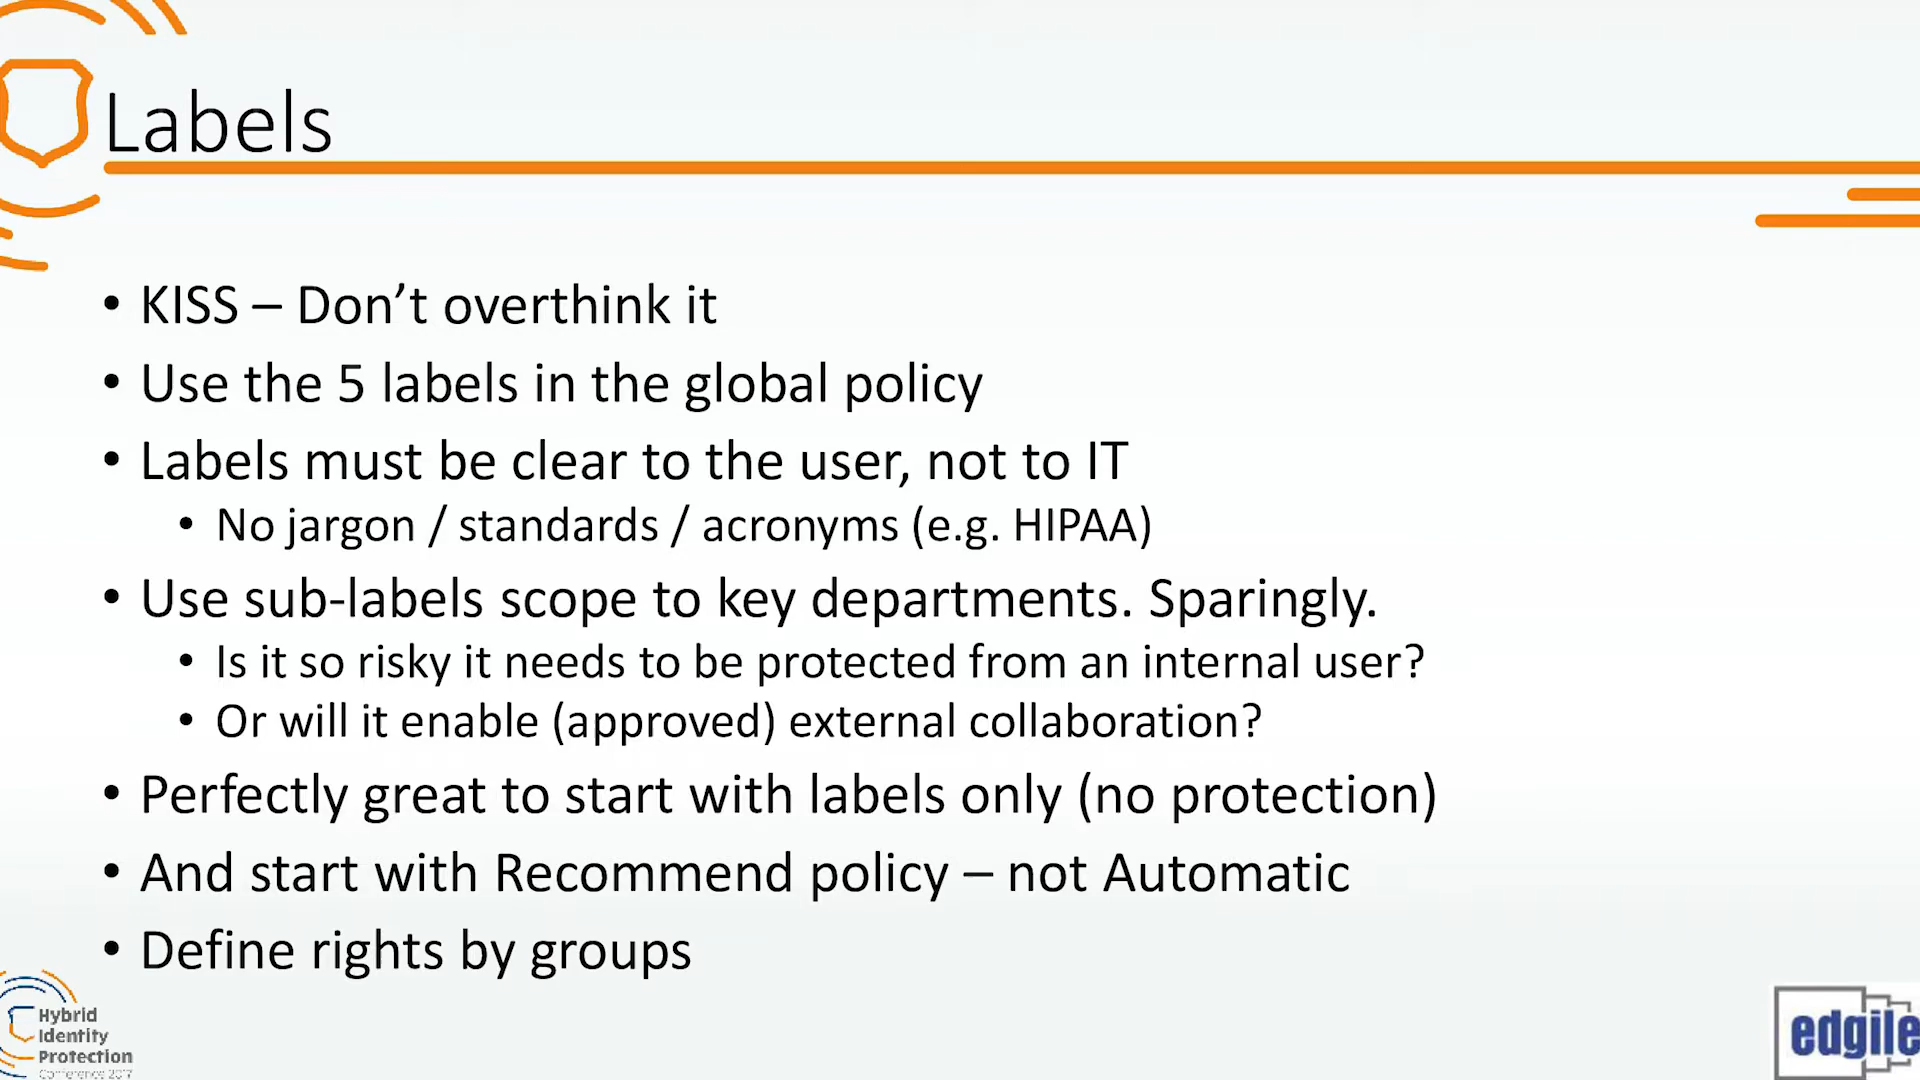 Labels
• KISS – Don’t overthink it
• Use the 5 labels in the global policy
• Labels must be clear to the user, not to IT
• No jargon / standards / acronyms (e.g. HIPAA)
• Use sub-labels scope to key departments. Sparingly.
• Is it so risky it needs to be protected from an internal user?
• Or will it enable (approved) external collaboration?
• Perfectly great to start with labels only (no protection)
• And start with Recommend policy – not Automatic
• Define rights by groups
Hybrid
Identity
Protection
Conference 2017
edgile